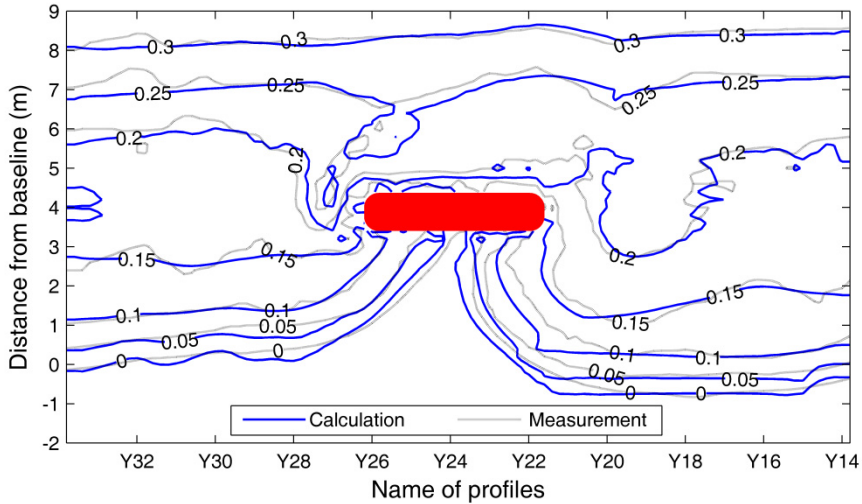 9
8
7
6
5
4
3
2
1
0
-1
-2
Distance from baseline (m)
0.3
0.3
0.3
0.25
0.25
0.25
0.2
0.2
0.2
0.2
0.15
0.15
0.15
0.15
0.1
0.1
0.1
0.1
0.05
0.05
0.05
0.05
0
0
0
0
Calculation
Measurement
Y32
Y30
Y28
Y26
Y24
Y22
Y20
Y18
Y16
Y14
Name of profiles